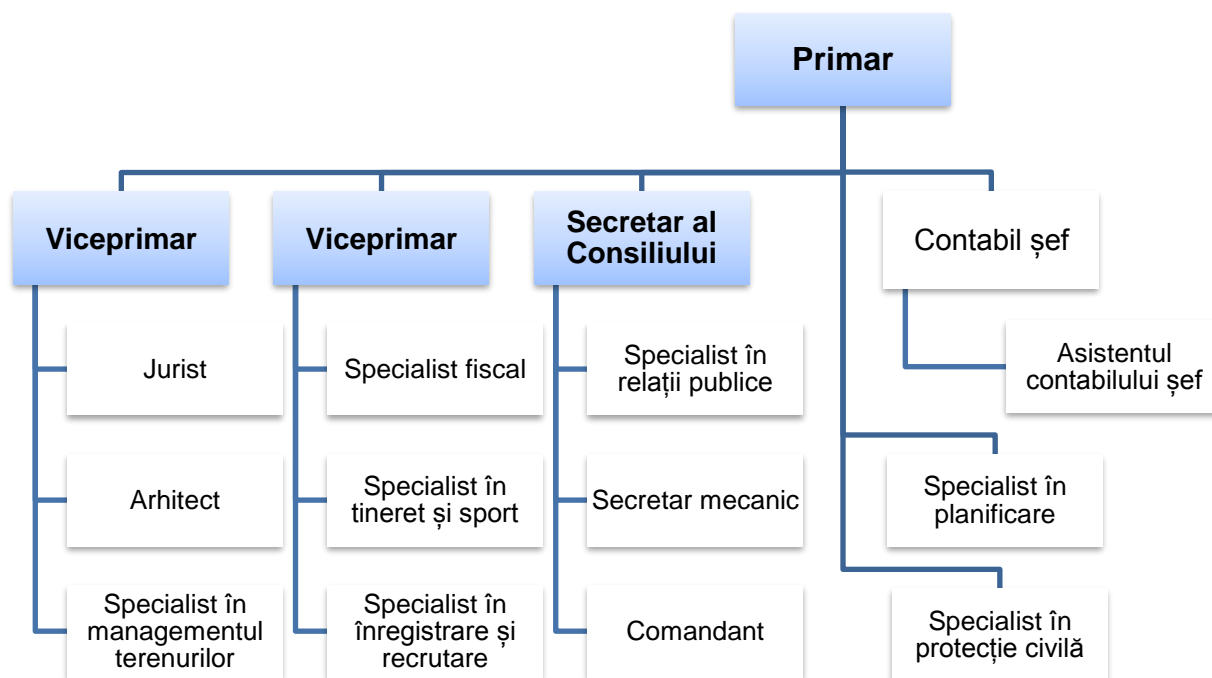 Primar
Viceprimar
Viceprimar
Secretar al
Consiliului
Contabil șef
Jurist
Specialist fiscal
Specialist în
relații publice
Asistentul
contabilului șef
Arhitect
Specialist în
tineret și sport
Secretar mecanic
Specialist în
planificare
Specialist în
managementul
terenurilor
Specialist în
înregistrare și
recrutare
Comandant
Specialist în
protecție civilă